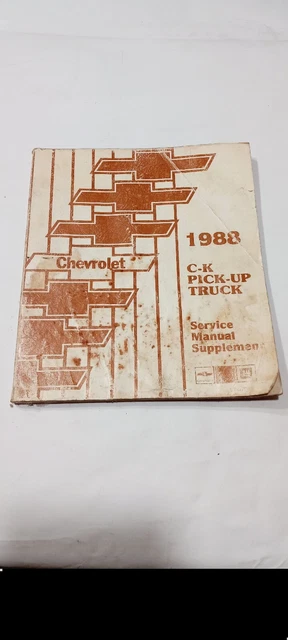 Chevrolet
1988
C-K
PICK-UP
TRUCK
Service
Manual
Supplemen